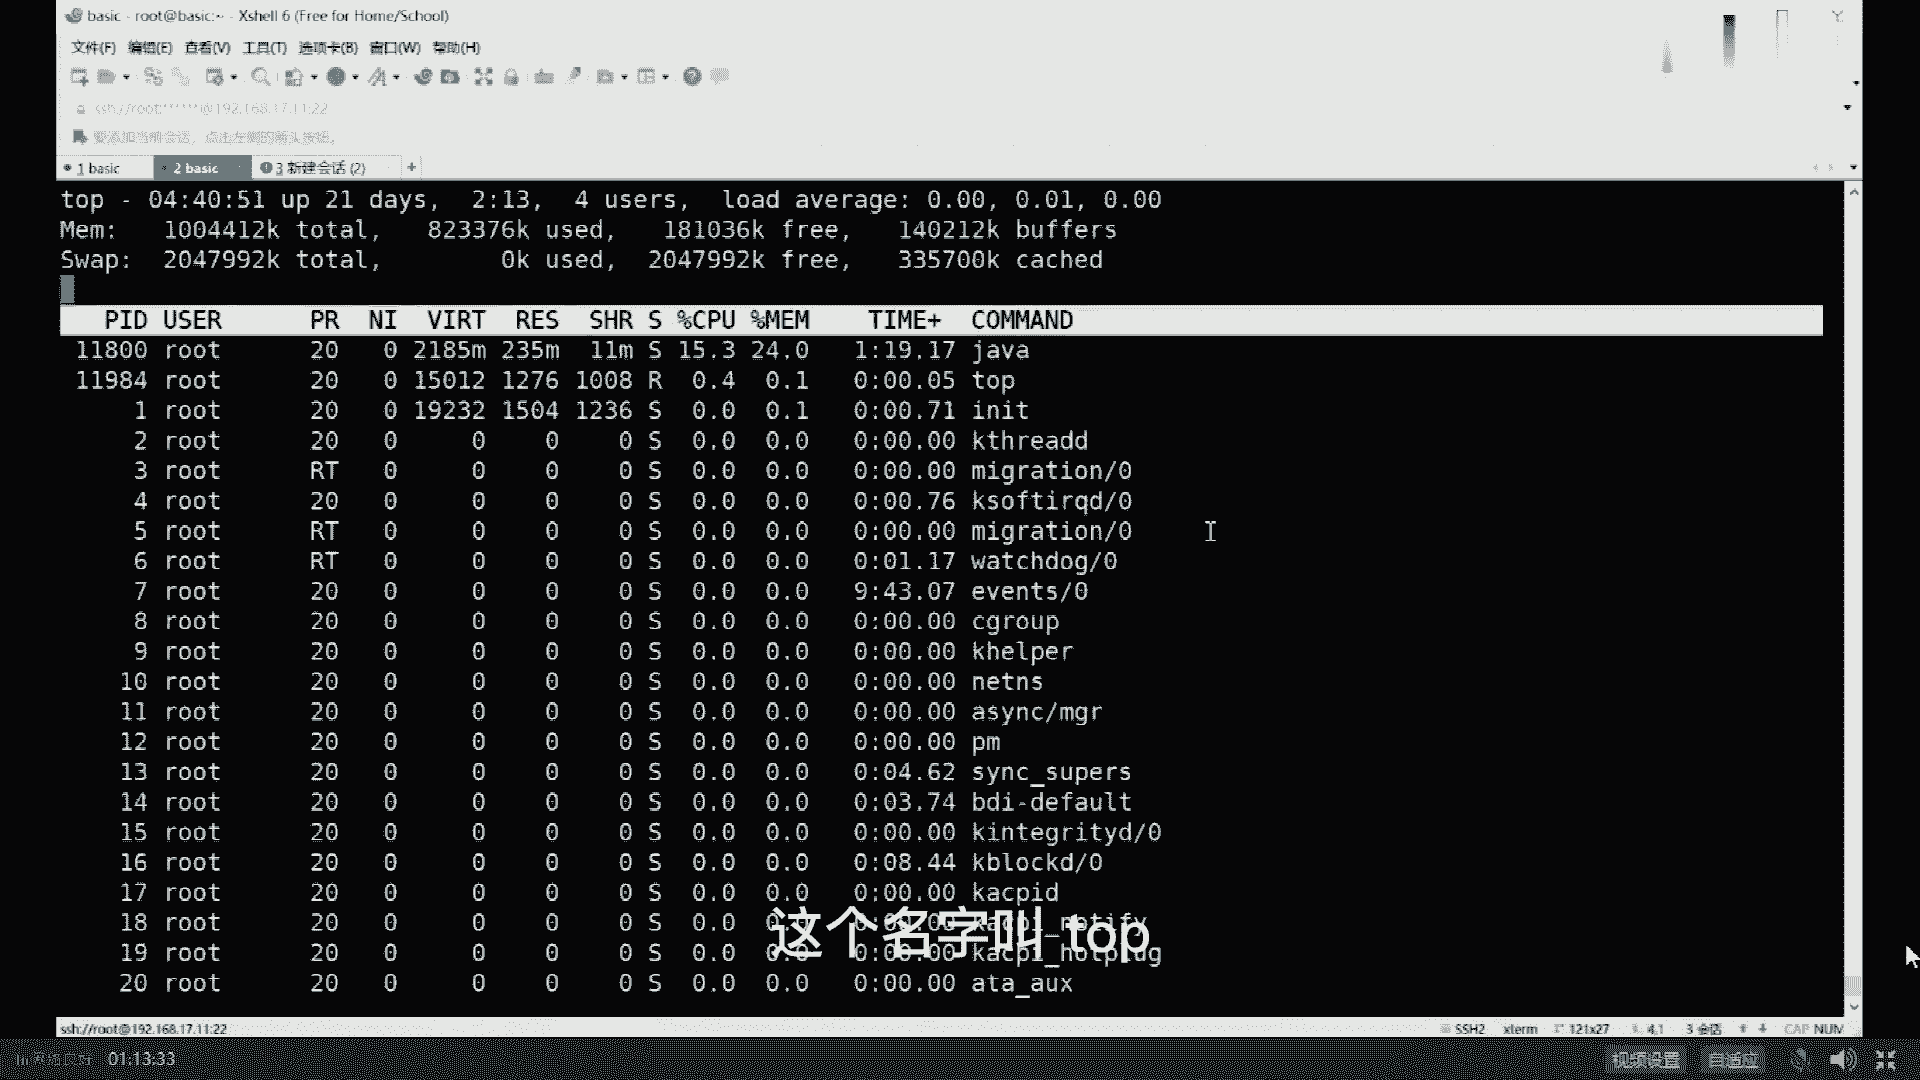 basic - root@basic:~ - Xshell 6 (Free for Home/School)
文件(F) 编辑(E) 查看(V) 工具(T) 选项卡(B) 窗口(W) 帮助(H)
ssh://root:******@192.168.17.11:22
要添加当前会话，点击左侧的箭头按钮。
1 basic 2 basic 3 新建会话 (2) +
top - 04:40:51 up 21 days,  2:13,  4 users,  load average: 0.00, 0.01, 0.00
Mem:   1004412k total,   823376k used,   181036k free,   140212k buffers
Swap:  2047992k total,        0k used,  2047992k free,   335700k cached
PID USER      PR  NI  VIRT  RES  SHR S %CPU %MEM    TIME+  COMMAND
11800 root      20   0 2185m 235m  11m S 15.3 24.0   1:19.17 java
11984 root      20   0 15012 1276 1008 R  0.4  0.1   0:00.05 top
1 root      20   0 19232 1504 1236 S  0.0  0.1   0:00.71 init
2 root      20   0     0    0    0 S  0.0  0.0   0:00.00 kthreadd
3 root      RT   0     0    0    0 S  0.0  0.0   0:00.00 migration/0
4 root      20   0     0    0    0 S  0.0  0.0   0:00.76 ksoftirqd/0
5 root      RT   0     0    0    0 S  0.0  0.0   0:00.00 migration/0
6 root      RT   0     0    0    0 S  0.0  0.0   0:01.17 watchdog/0
7 root      20   0     0    0    0 S  0.0  0.0   9:43.07 events/0
8 root      20   0     0    0    0 S  0.0  0.0   0:00.00 cgroup
9 root      20   0     0    0    0 S  0.0  0.0   0:00.00 khelper
10 root      20   0     0    0    0 S  0.0  0.0   0:00.00 netns
11 root      20   0     0    0    0 S  0.0  0.0   0:00.00 async/mgr
12 root      20   0     0    0    0 S  0.0  0.0   0:00.00 pm
13 root      20   0     0    0    0 S  0.0  0.0   0:04.62 sync_supers
14 root      20   0     0    0    0 S  0.0  0.0   0:03.74 bdi-default
15 root      20   0     0    0    0 S  0.0  0.0   0:00.00 kintegrityd/0
16 root      20   0     0    0    0 S  0.0  0.0   0:08.44 kblockd/0
17 root      20   0     0    0    0 S  0.0  0.0   0:00.00 kacpid
18 root      20   0     0    0    0 S  0.0  0.0   kacpi_notify
19 root      20   0     0    0    0 S  0.0  0.0   0:00.00 kacpi_hotplug
20 root      20   0     0    0    0 S  0.0  0.0   0:00.00 ata_aux
这个名字叫 top
ssh://root@192.168.17.11:22 SSH2 xterm 121x27 4,1 3 会话 CAP NUM
01:13:33 视频设置 自适应